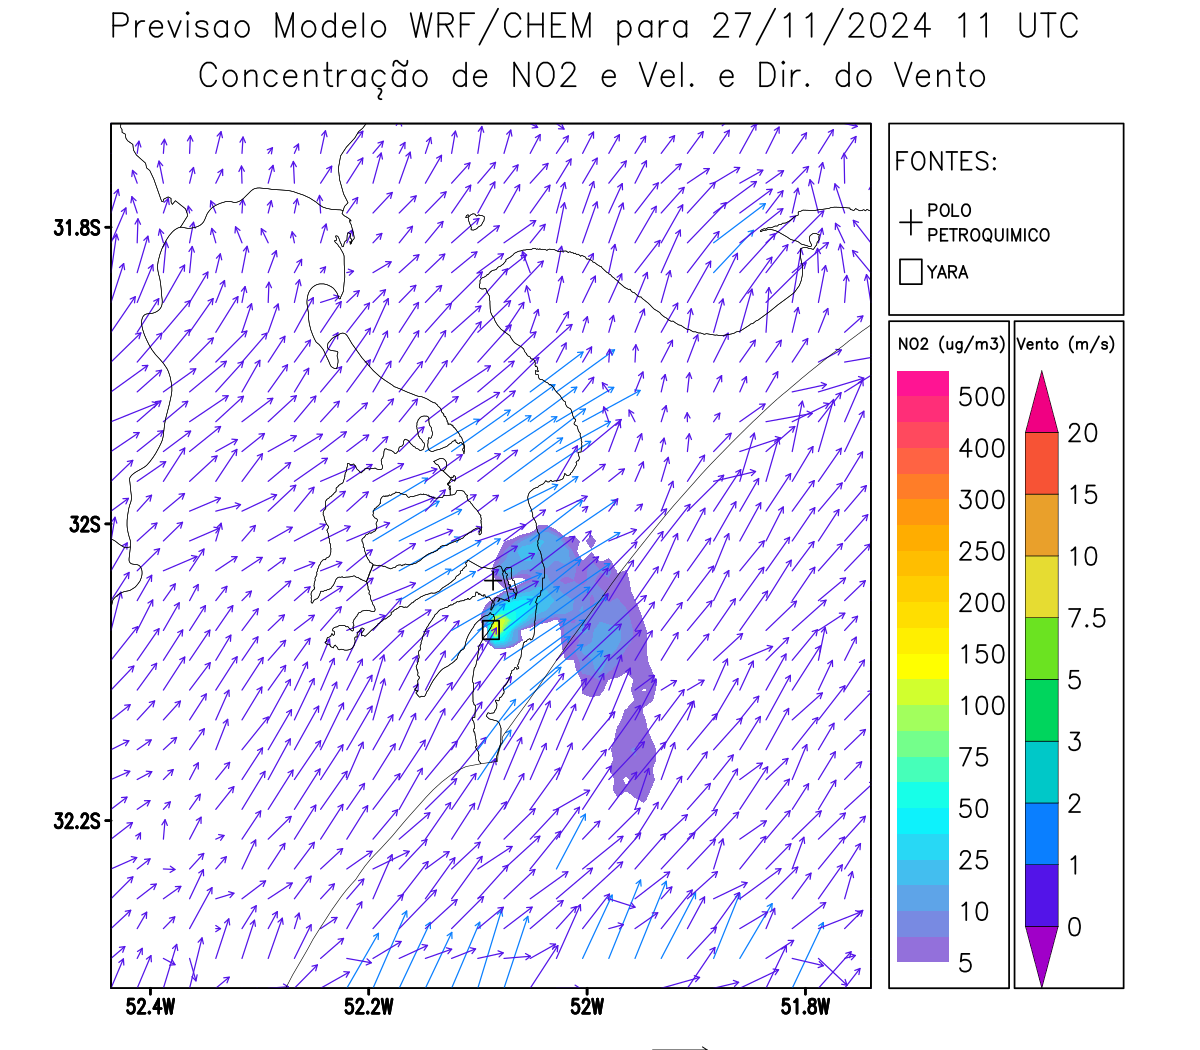 Previsao Modelo WRF/CHEM para 27/11/2024 11 UTC
Concentração de NO2 e Vel. e Dir. do Vento
FONTES:
POLO
PETROQUIMICO
YARA
31.8S
32S
32.2S
52.4W
52.2W
52W
51.8W
NO2 (ug/m3)
500
400
300
250
200
150
100
75
50
25
10
5
Vento (m/s)
20
15
10
7.5
5
3
2
1
0